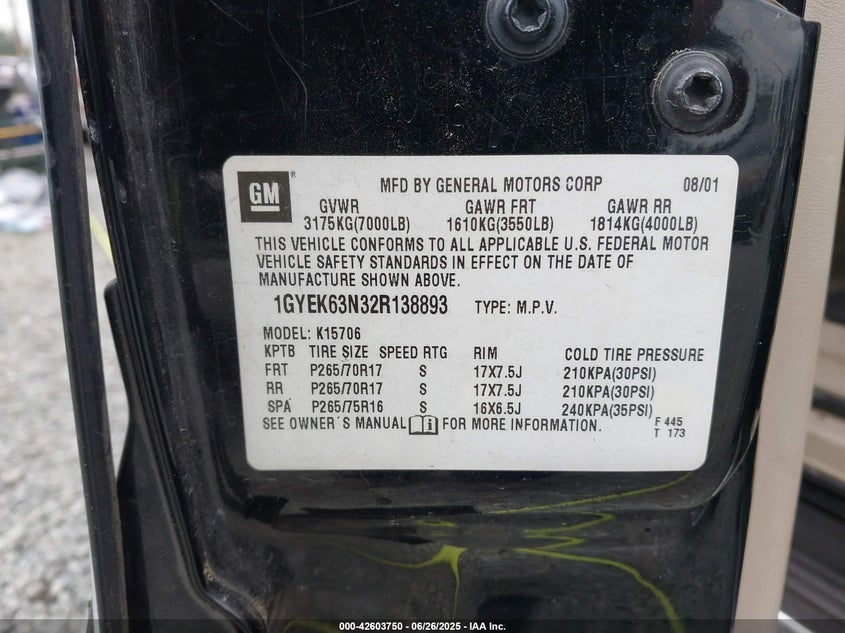 GM ® MFD BY GENERAL MOTORS CORP 08/01
GVWR GAWR FRT GAWR RR
3175KG(7000LB) 1610KG(3550LB) 1814KG(4000LB)
THIS VEHICLE CONFORMS TO ALL APPLICABLE U.S. FEDERAL MOTOR
VEHICLE SAFETY STANDARDS IN EFFECT ON THE DATE OF
MANUFACTURE SHOWN ABOVE.
1GYEK63N32R138893 TYPE: M.P.V.
MODEL: K15706
KPTB TIRE SIZE SPEED RTG RIM COLD TIRE PRESSURE
FRT P265/70R17 S 17X7.5J 210KPA(30PSI)
RR P265/70R17 S 17X7.5J 210KPA(30PSI)
SPA P265/75R16 S 16X6.5J 240KPA(35PSI)
SEE OWNER'S MANUAL i FOR MORE INFORMATION. F 445
T 173
000-42603750 - 06/26/2025 - IAA Inc.